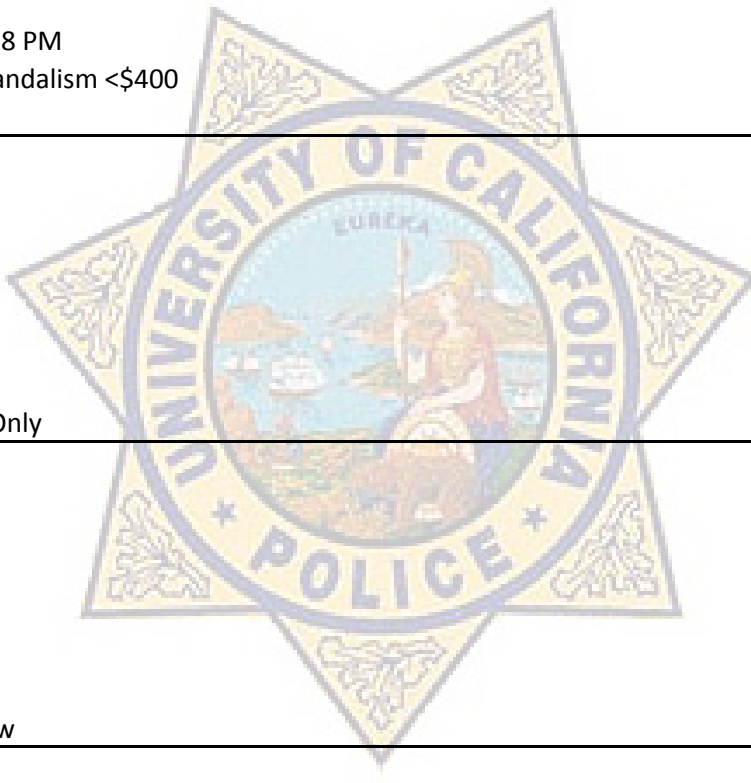 8 PM
andalism <$400
UNIVERSITY OF CALIFORNIA
EUREKA
Only
w
* POLICE *